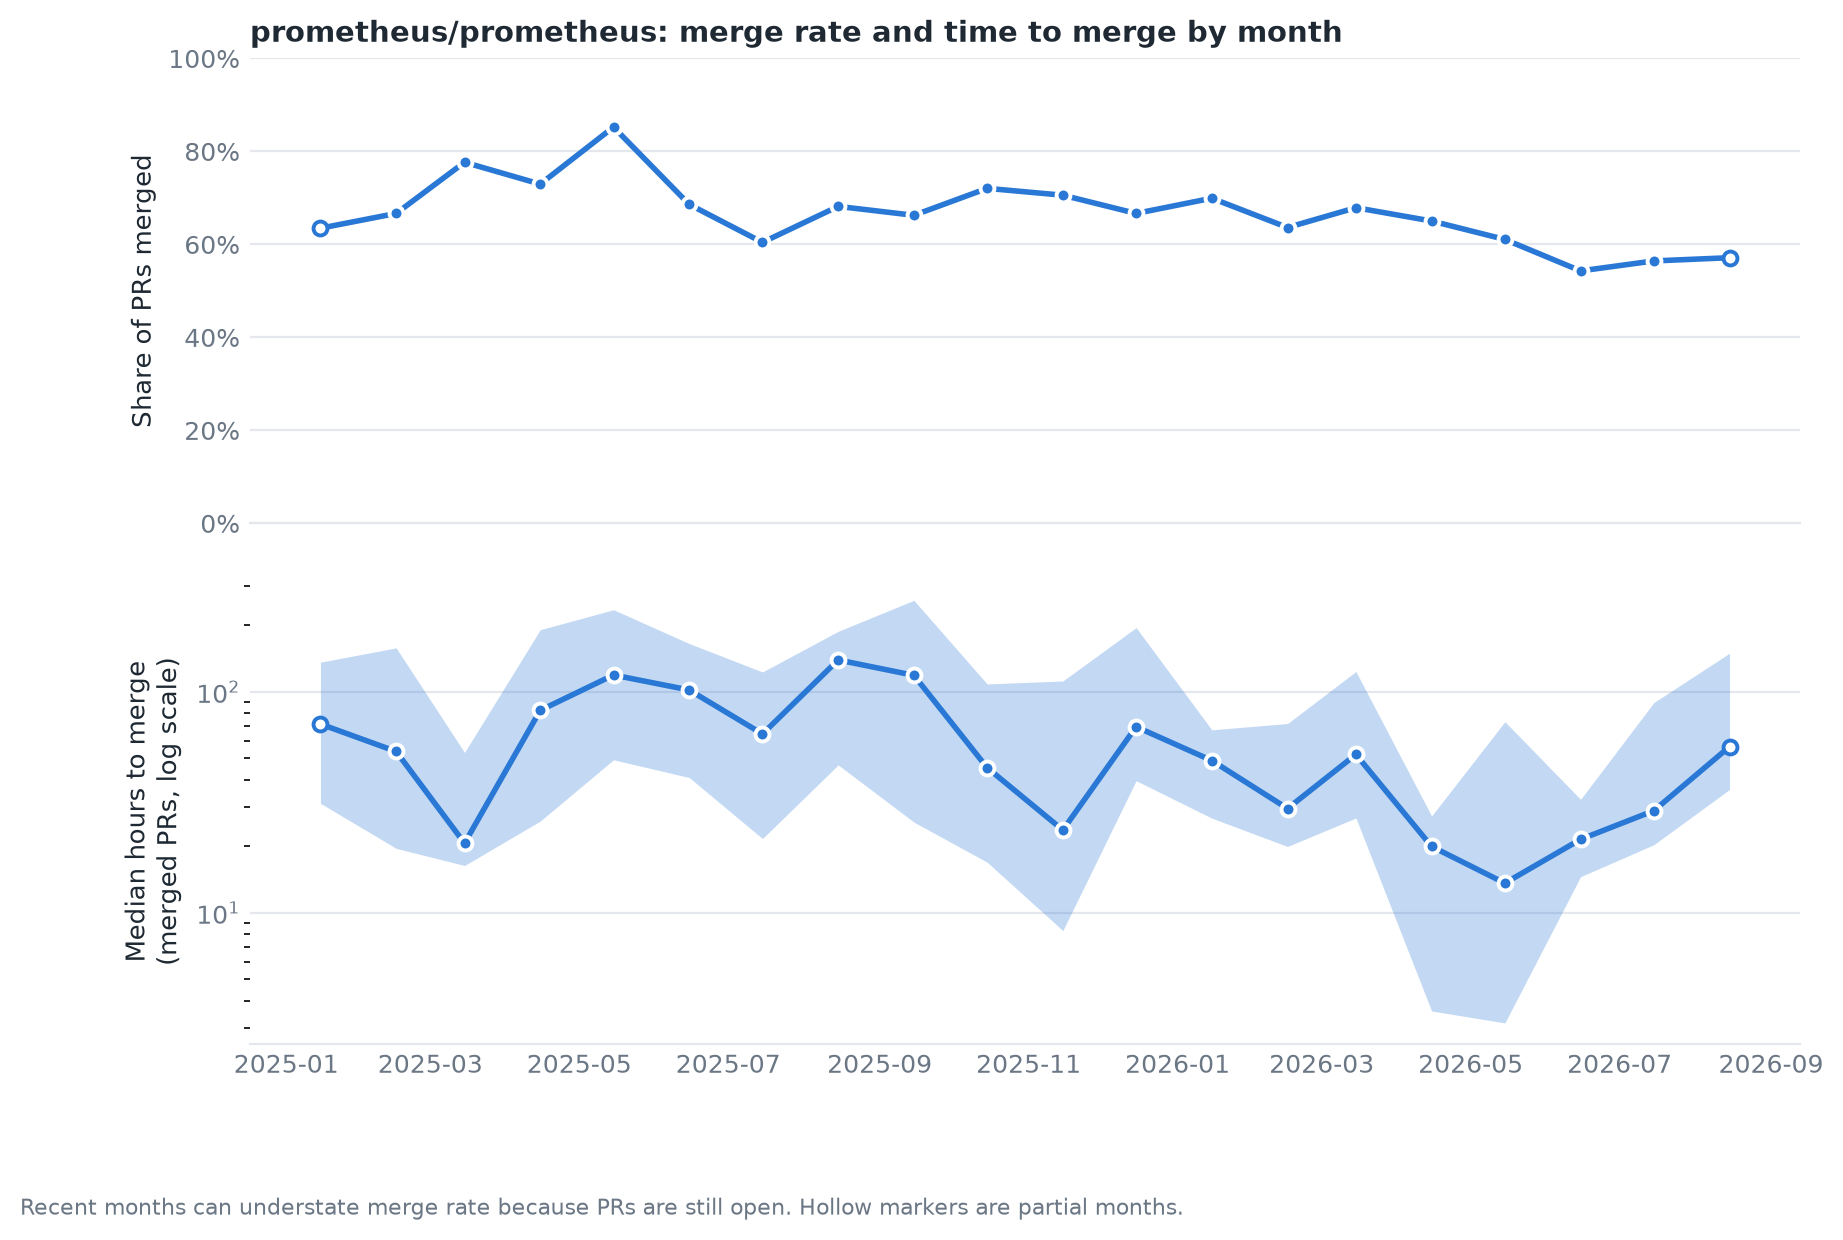 prometheus/prometheus: merge rate and time to merge by month
Share of PRs merged
100%
80%
60%
40%
20%
0%
Median hours to merge
(merged PRs, log scale)
10²
10¹
2025-01 2025-03 2025-05 2025-07 2025-09 2025-11 2026-01 2026-03 2026-05 2026-07 2026-09
Recent months can understate merge rate because PRs are still open. Hollow markers are partial months.